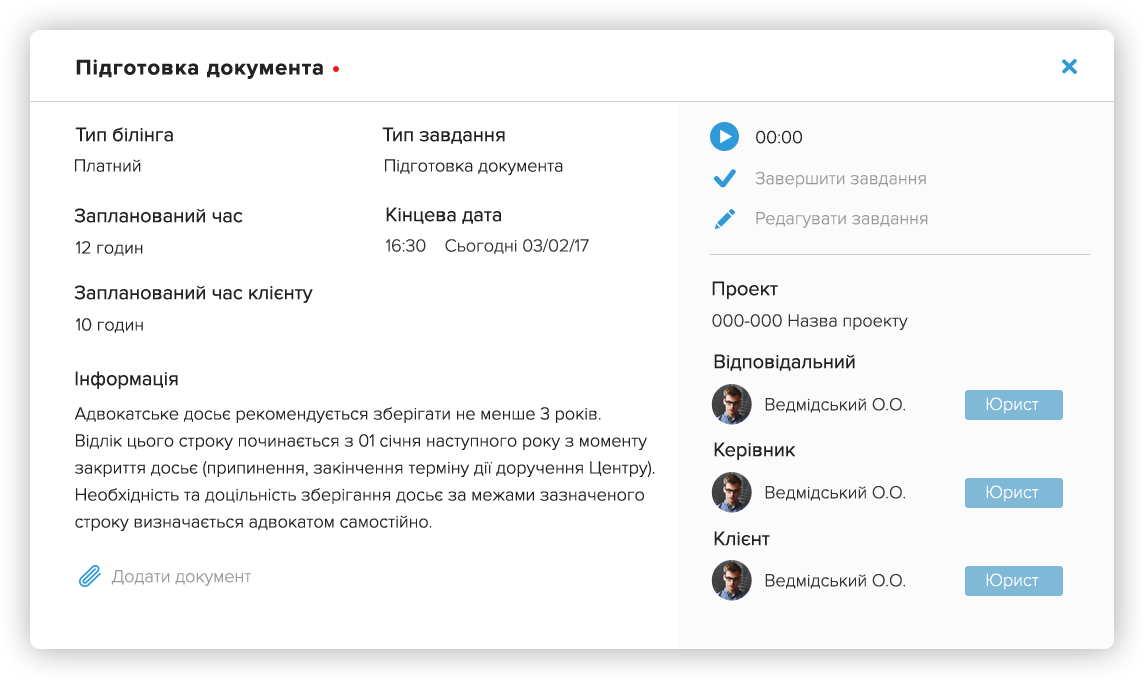 Підготовка документа
Тип білінга
Платний
Тип завдання
Підготовка документа
Запланований час
12 годин
Кінцева дата
16:30 Сьогодні 03/02/17
Запланований час клієнту
10 годин
Інформація
Адвокатське досьє рекомендується зберігати не менше 3 років.
Відлік цього строку починається з 01 січня наступного року з моменту
закриття досьє (припинення, закінчення терміну дії доручення Центру).
Необхідність та доцільність зберігання досьє за межами зазначеного
строку визначається адвокатом самостійно.
Додати документ
00:00
Завершити завдання
Редагувати завдання
Проект
000-000 Назва проекту
Відповідальний
Ведмідський О.О. Юрист
Керівник
Ведмідський О.О. Юрист
Клієнт
Ведмідський О.О. Юрист